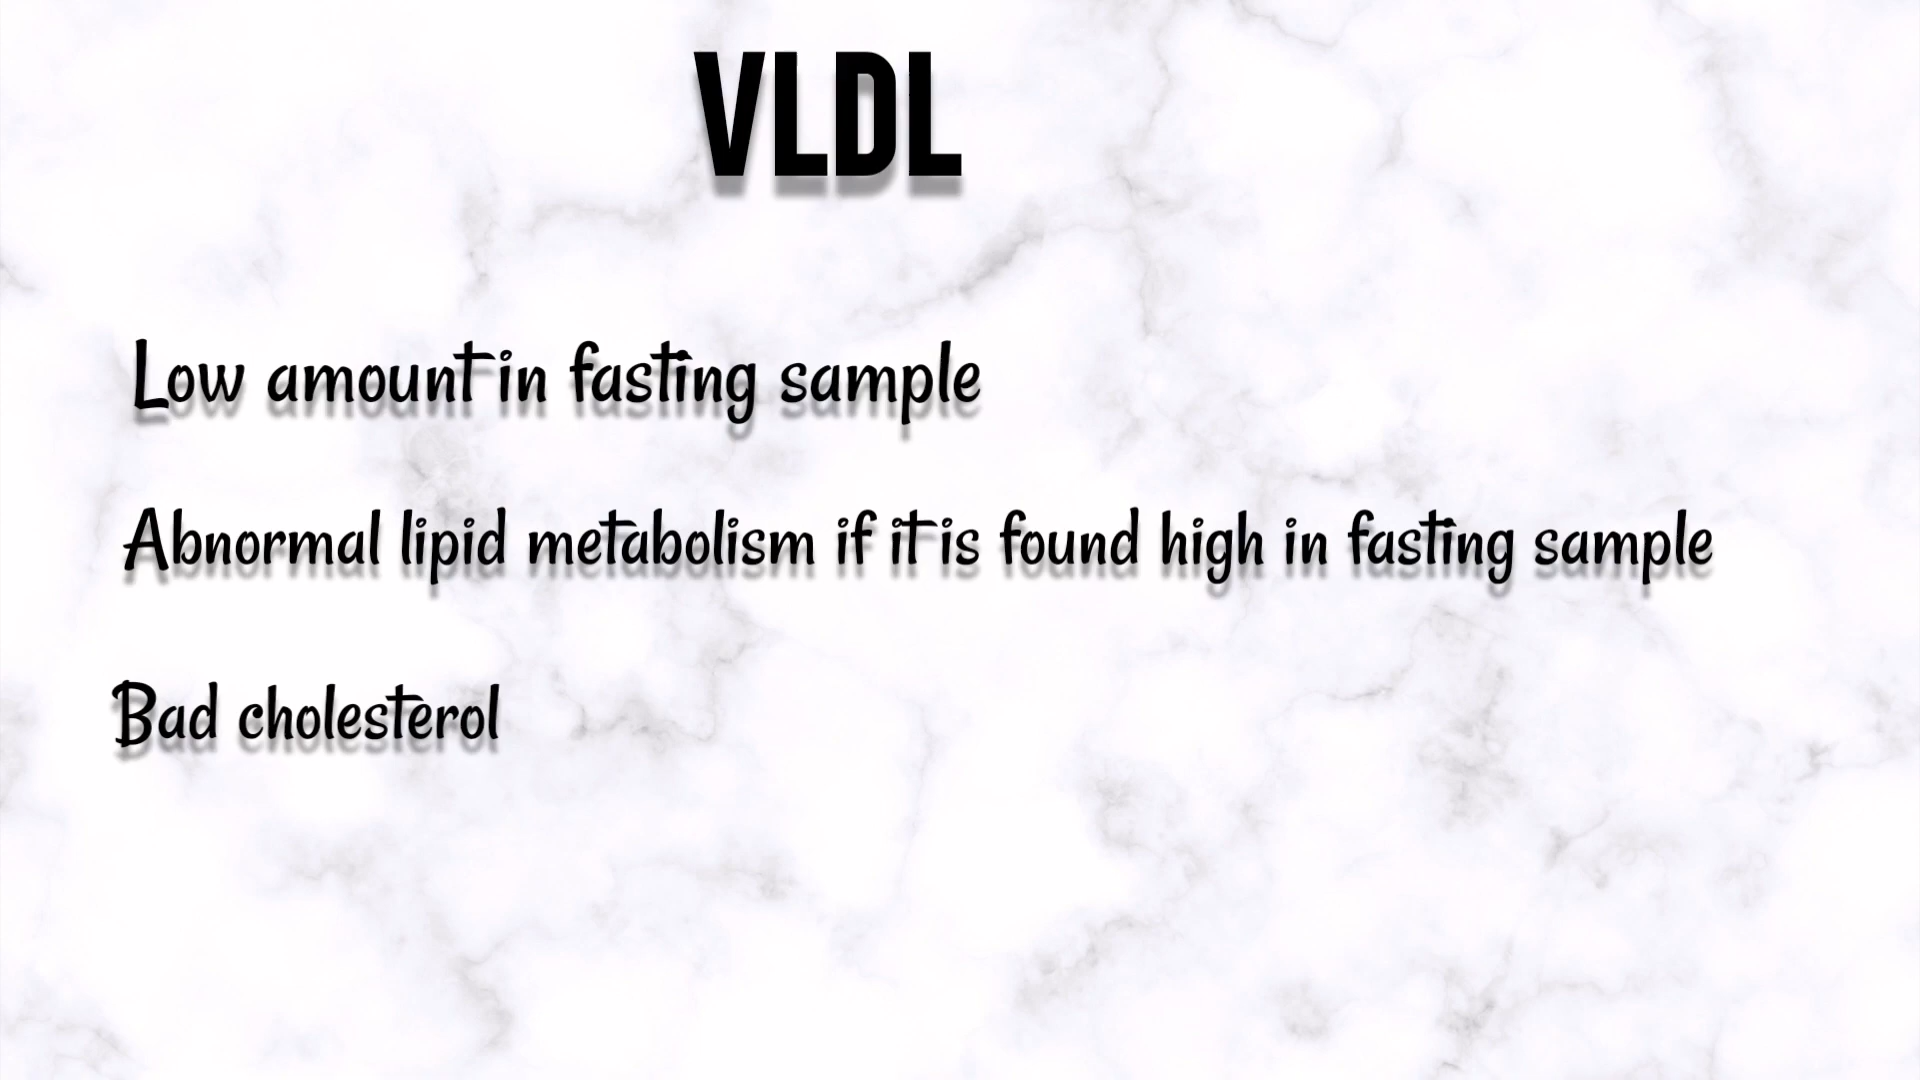 VLDL
Low amount in fasting sample
Abnormal lipid metabolism if it is found high in fasting sample
Bad cholesterol